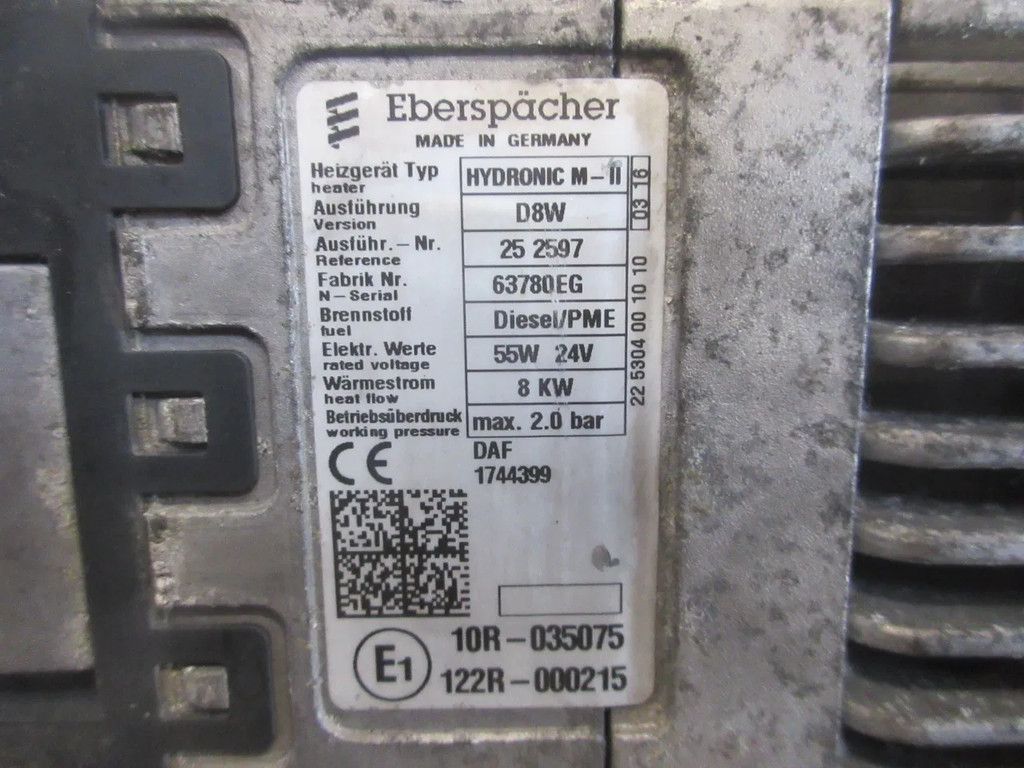 Eberspächer
MADE IN GERMANY
Heizgerät Typ HYDRONIC M-II
heater
Ausführung D8W
Version
Ausführ.-Nr. 25 2597
Reference
Fabrik Nr. 63780EG
N-Serial
Brennstoff Diesel/PME
fuel
Elektr. Werte 55W 24V
rated voltage
Wärmestrom 8 KW
heat flow
Betriebsüberdruck max. 2.0 bar
working pressure
03 16
22 5304 00 10 10
CE
DAF
1744399
E1
10R-035075
122R-000215